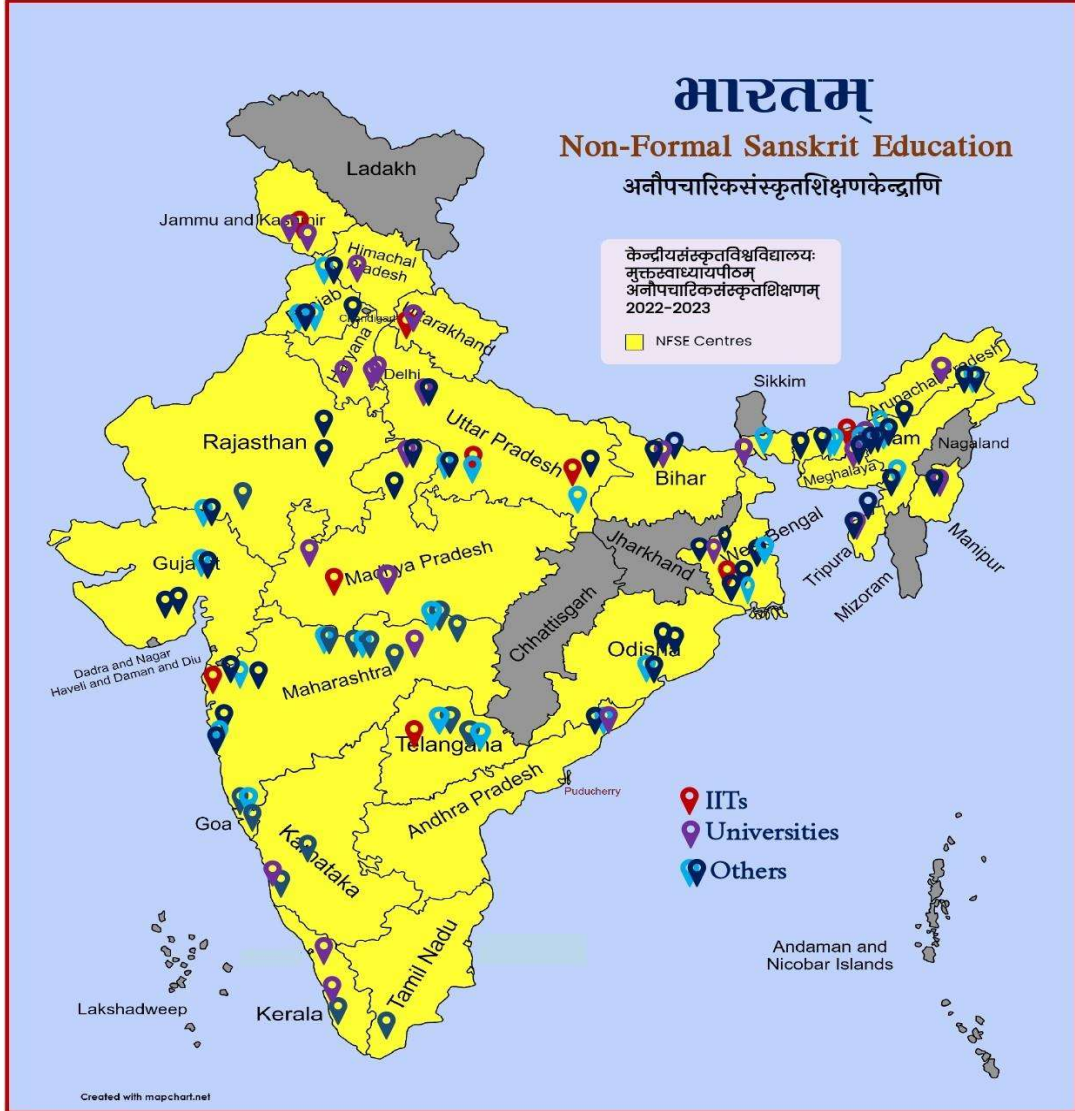 भारतम्
Non-Formal Sanskrit Education
अनौपचारिकसंस्कृतशिक्षणकेन्द्राणि
केन्द्रीयसंस्कृतविश्वविद्यालयः
मुक्तस्वाध्यायपीठम्
अनौपचारिकसंस्कृतशिक्षणम्
2022-2023
NFSE Centres
Ladakh
Jammu and Kashmir
Himachal
Pradesh
Punjab
Chandigarh
Uttarakhand
Haryana
Delhi
Sikkim
Arunachal Pradesh
Rajasthan
Uttar Pradesh
Assam
Nagaland
Bihar
Meghalaya
Manipur
Gujarat
Madhya Pradesh
Jharkhand
West Bengal
Tripura
Mizoram
Chhattisgarh
Odisha
Dadra and Nagar
Haveli and Daman and Diu
Maharashtra
Telangana
Andhra Pradesh
Puducherry
IITs
Universities
Others
Goa
Karnataka
Andaman and
Nicobar Islands
Lakshadweep
Kerala
Tamil Nadu
Created with mapchart.net